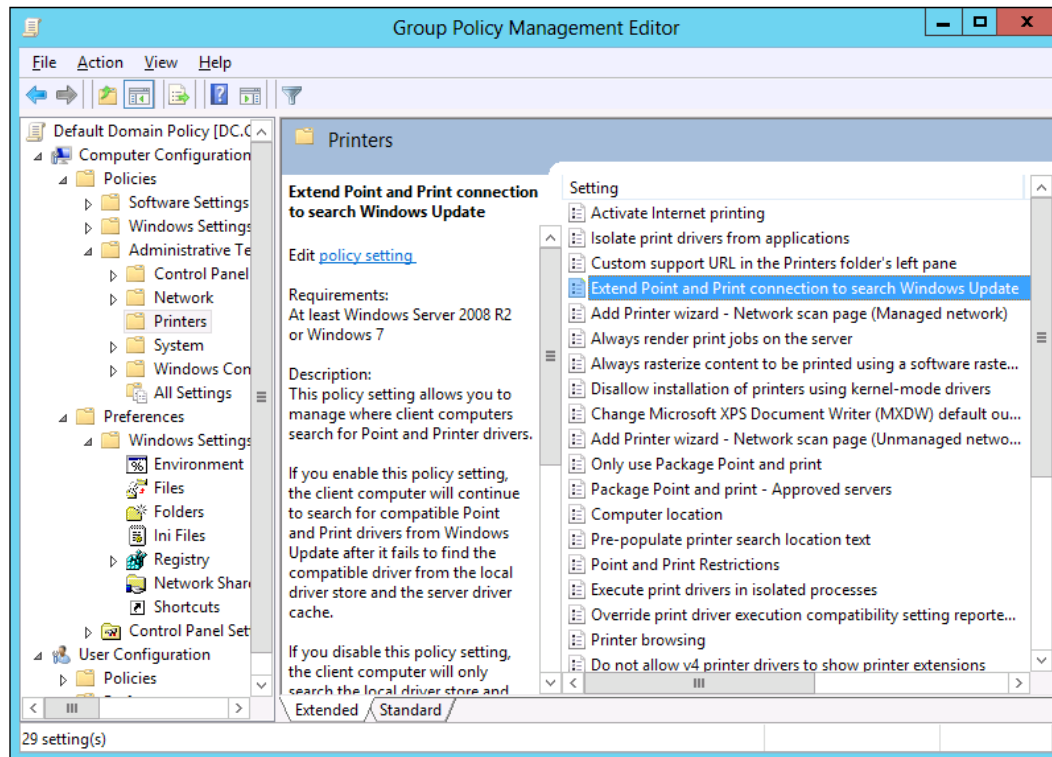 Group Policy Management Editor
File Action View Help
Default Domain Policy [DC.C
Computer Configuration
Policies
Software Settings
Windows Settings
Administrative Te
Control Panel
Network
Printers
System
Windows Con
All Settings
Preferences
Windows Settings
Environment
Files
Folders
Ini Files
Registry
Network Shar
Shortcuts
Control Panel Set
User Configuration
Policies
Printers
Extend Point and Print connection
to search Windows Update
Edit policy setting
Requirements:
At least Windows Server 2008 R2
or Windows 7
Description:
This policy setting allows you to
manage where client computers
search for Point and Printer drivers.
If you enable this policy setting,
the client computer will continue
to search for compatible Point
and Print drivers from Windows
Update after it fails to find the
compatible driver from the local
driver store and the server driver
cache.
If you disable this policy setting,
the client computer will only
search the local driver store and
Setting
Activate Internet printing
Isolate print drivers from applications
Custom support URL in the Printers folder's left pane
Extend Point and Print connection to search Windows Update
Add Printer wizard - Network scan page (Managed network)
Always render print jobs on the server
Always rasterize content to be printed using a software raste...
Disallow installation of printers using kernel-mode drivers
Change Microsoft XPS Document Writer (MXDW) default ou...
Add Printer wizard - Network scan page (Unmanaged netwo...
Only use Package Point and print
Package Point and print - Approved servers
Computer location
Pre-populate printer search location text
Point and Print Restrictions
Execute print drivers in isolated processes
Override print driver execution compatibility setting reporte...
Printer browsing
Do not allow v4 printer drivers to show printer extensions
Extended Standard
29 setting(s)